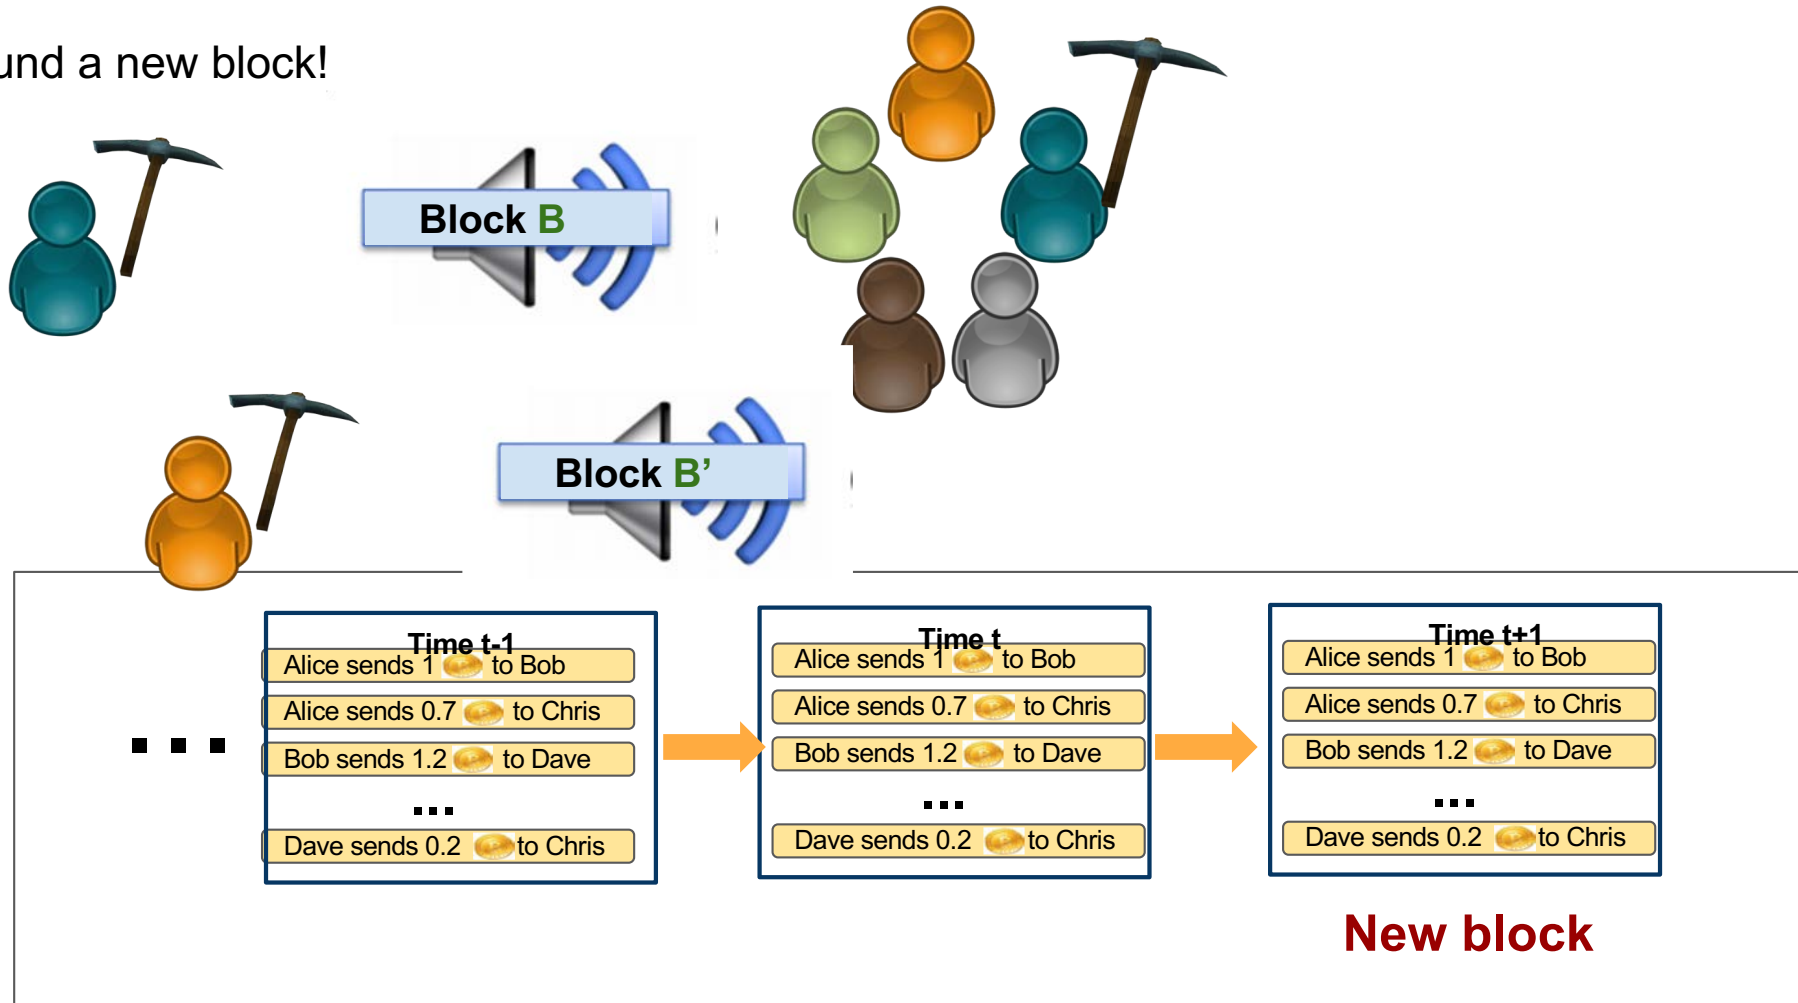 und a new block!
Block B
Block B’
Time t-1
Alice sends 1 to Bob
Alice sends 0.7 to Chris
Bob sends 1.2 to Dave
...
Dave sends 0.2 to Chris
Time t
Alice sends 1 to Bob
Alice sends 0.7 to Chris
Bob sends 1.2 to Dave
...
Dave sends 0.2 to Chris
Time t+1
Alice sends 1 to Bob
Alice sends 0.7 to Chris
Bob sends 1.2 to Dave
...
Dave sends 0.2 to Chris
...
New block